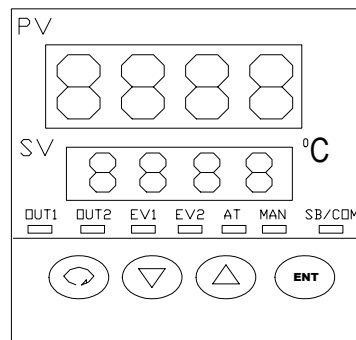 PV
8888
SV
°C
8888
OUT1 OUT2 EV1 EV2 AT MAN SB/COM
ENT